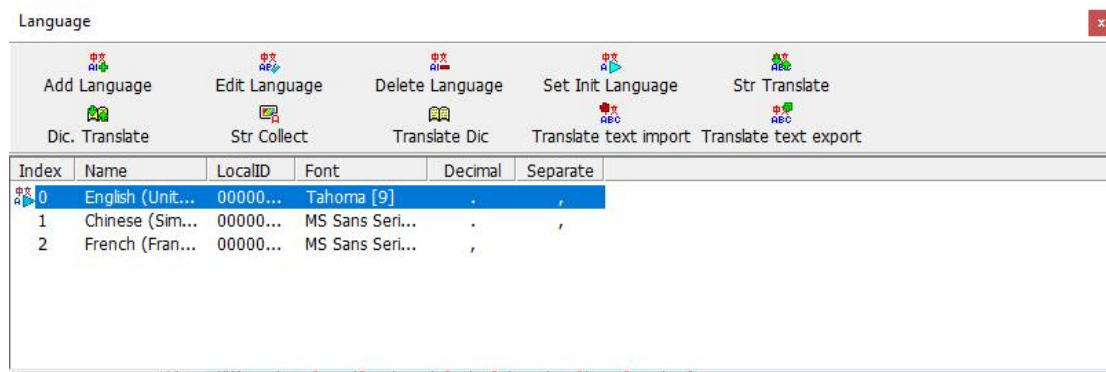 Language
x
Add Language Edit Language Delete Language Set Init Language Str Translate
Dic. Translate Str Collect Translate Dic Translate text import Translate text export
Index Name LocalID Font Decimal Separate
0 English (Unit... 00000... Tahoma [9] . ,
1 Chinese (Sim... 00000... MS Sans Seri... . ,
2 French (Fran... 00000... MS Sans Seri... ,